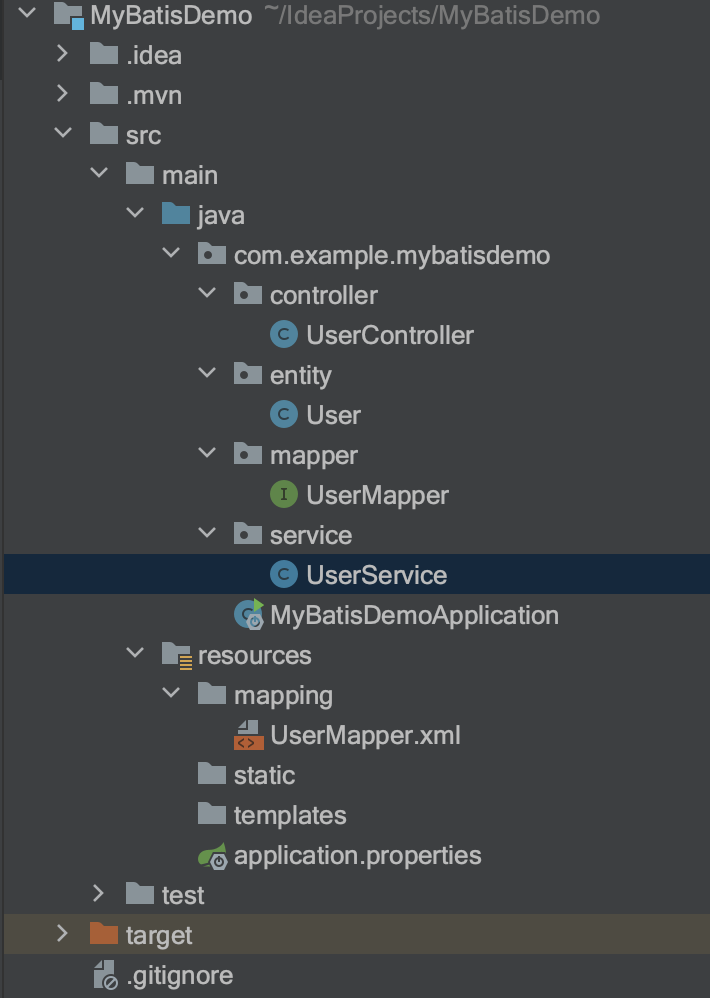 MyBatisDemo ~/IdeaProjects/MyBatisDemo
.idea
.mvn
src
main
java
com.example.mybatisdemo
controller
C UserController
entity
C User
mapper
I UserMapper
service
C UserService
MyBatisDemoApplication
resources
mapping
UserMapper.xml
static
templates
application.properties
test
target
.gitignore